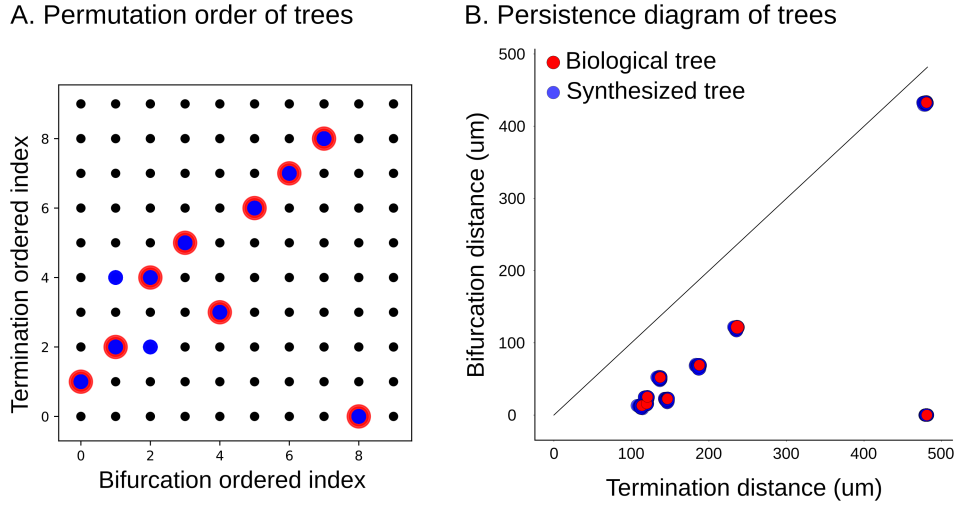 A. Permutation order of trees
8
6
4
2
0
0 2 4 6 8
Termination ordered index
Bifurcation ordered index
B. Persistence diagram of trees
Biological tree
Synthesized tree
500
400
300
200
100
0
0 100 200 300 400 500
Bifurcation distance (um)
Termination distance (um)